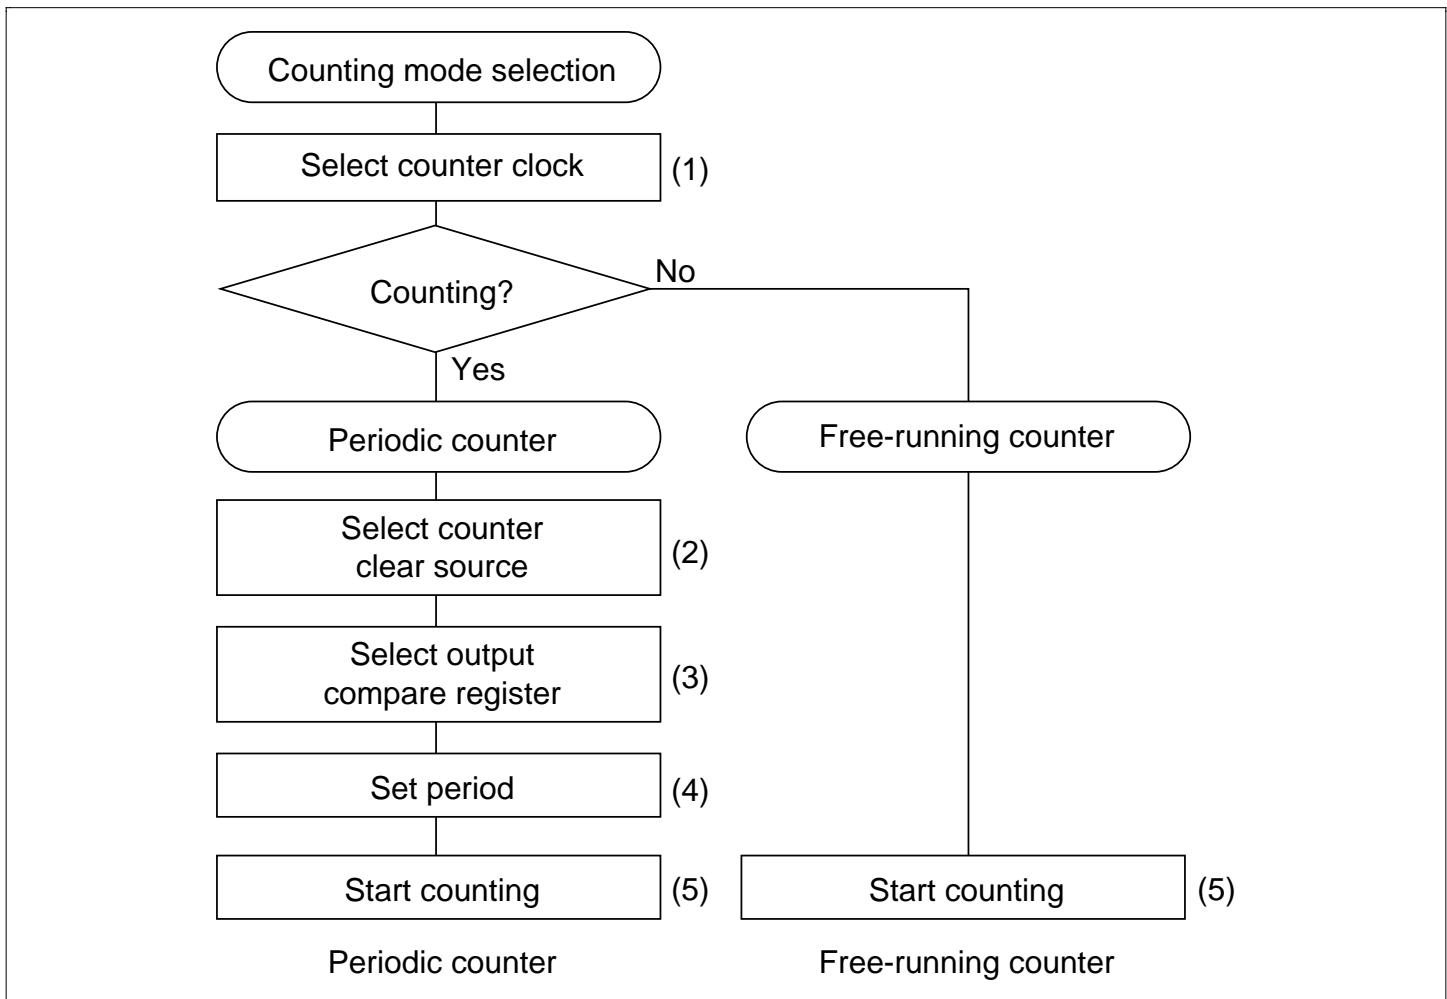 Counting mode selection
Select counter clock
(1)
Counting?
No
Yes
Periodic counter
Free-running counter
Select counter
clear source
(2)
Select output
compare register
(3)
Set period
(4)
Start counting
(5)
Start counting
(5)
Periodic counter
Free-running counter